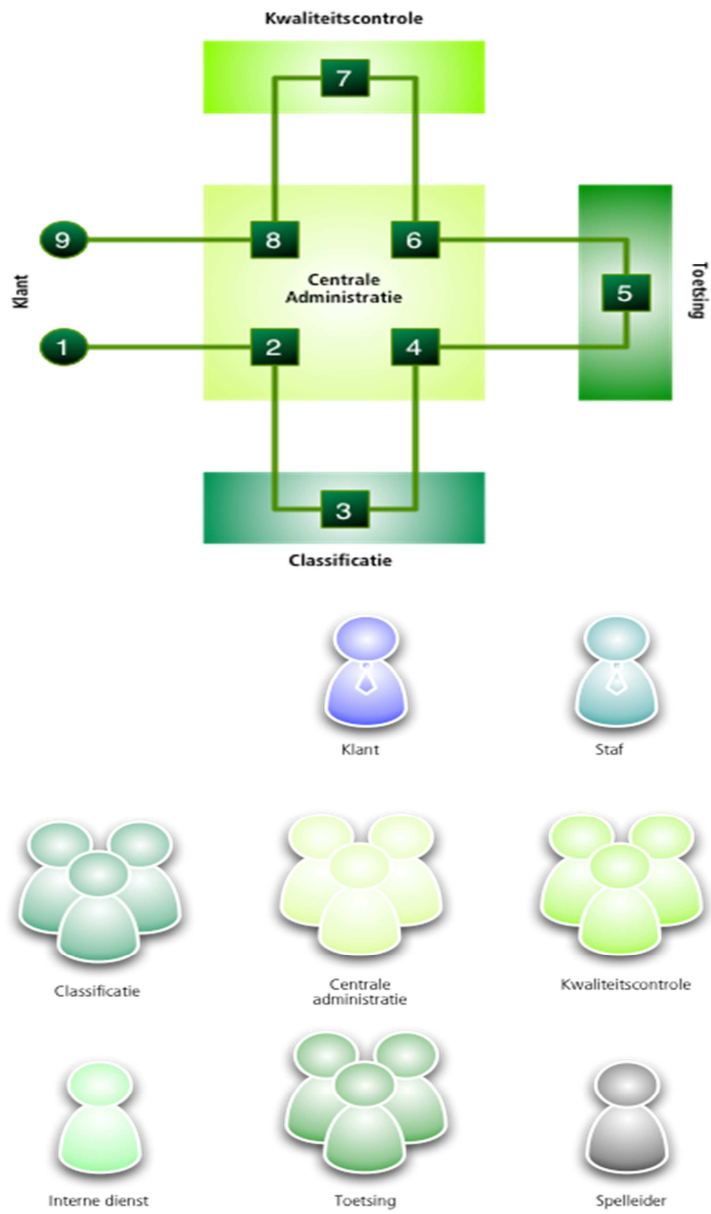 Kwaliteitscontrole
7
9
8
6
Klant
Centrale
Administratie
5
Toetsing
1
2
4
3
Classificatie
Klant
Staf
Classificatie
Centrale
administratie
Kwaliteitscontrole
Interne dienst
Toetsing
Spelleider